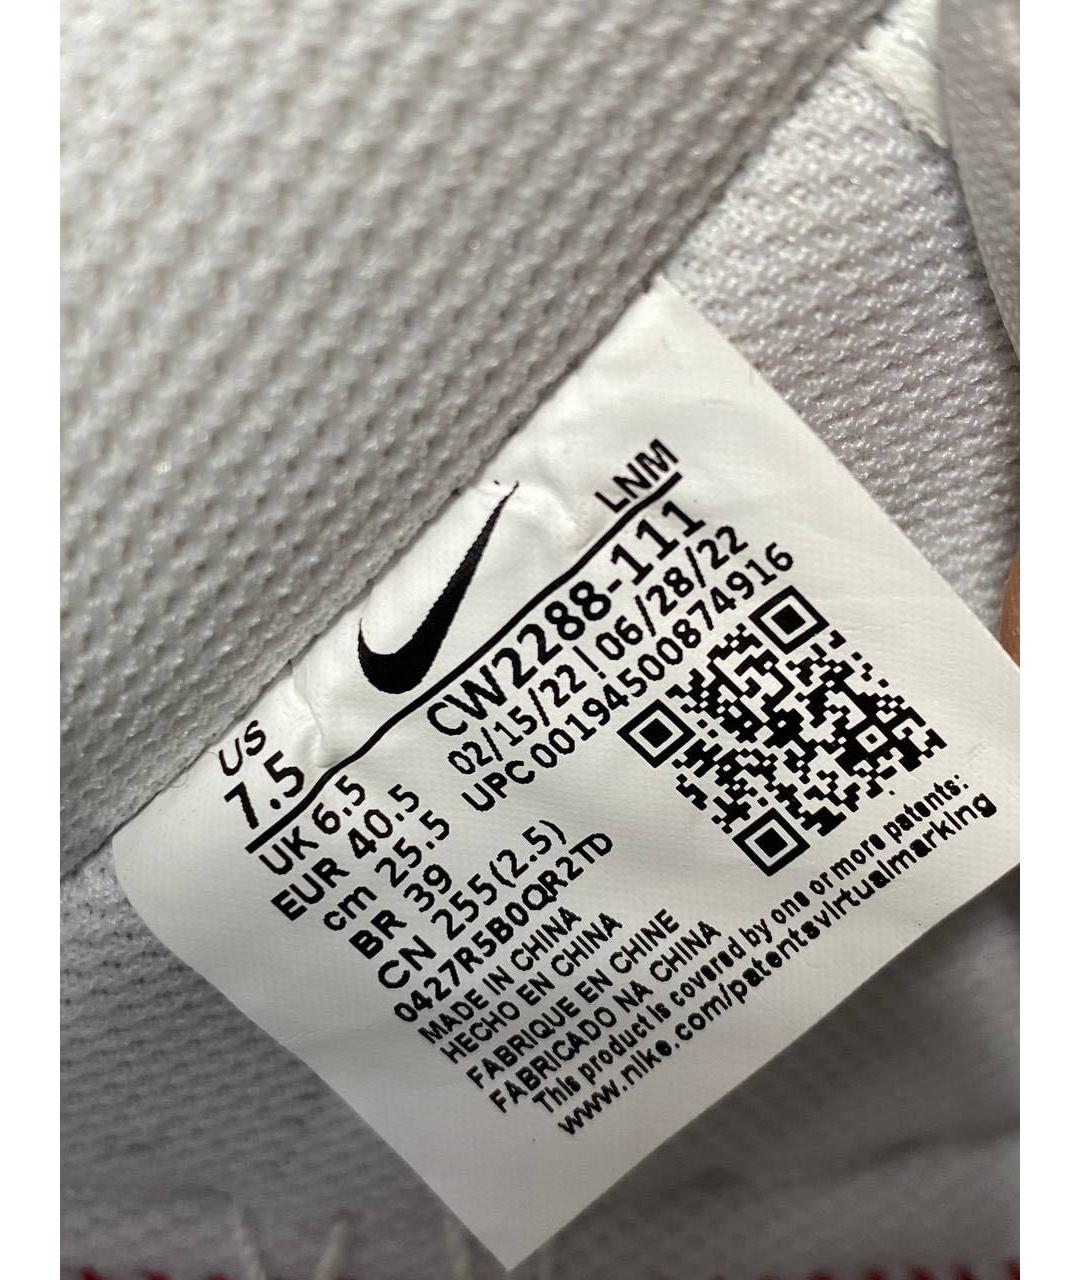 LNM
CW2288-111
02/15/22 | 06/28/22
UPC 00194500874916
US
7.5
UK 6.5
EUR 40.5
cm 25.5
BR 39
CN 255(2.5)
0427R5B0QR2TD
MADE IN CHINA
HECHO EN CHINA
FABRIQUE EN CHINE
FABRICADO NA CHINA
This product is covered by one or more patents:
www.nike.com/patentsvirtualmarking